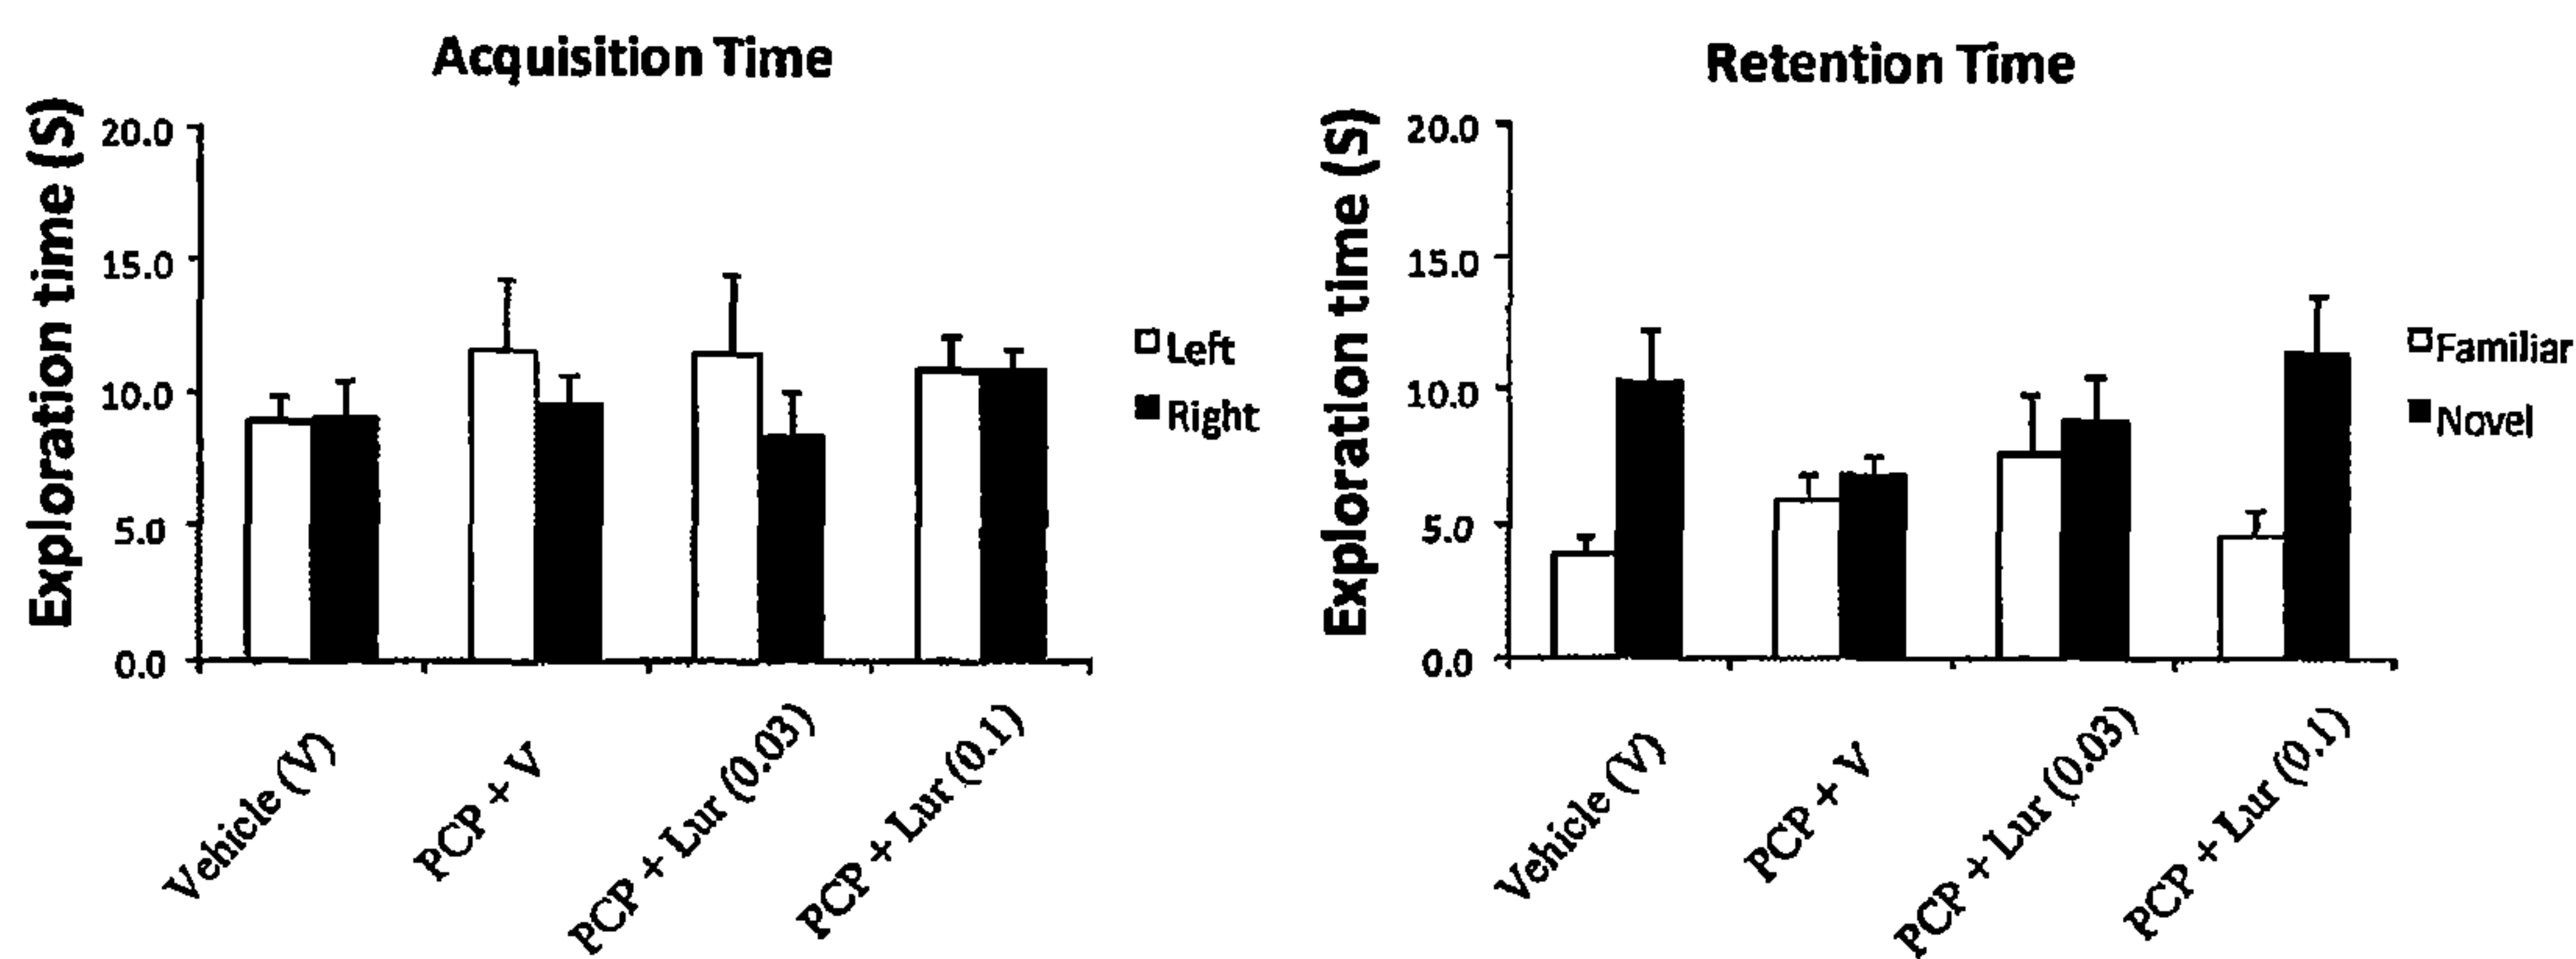 Acquisition Time
Exploration time (S)
20.0
15.0
10.0
5.0
0.0
Left
Right
Vehicle (V)
PCP + V
PCP + Lur (0.03)
PCP + Lur (0.1)
Retention Time
Exploration time (S)
20.0
15.0
10.0
5.0
0.0
Familiar
Novel
Vehicle (V)
PCP + V
PCP + Lur (0.03)
PCP + Lur (0.1)